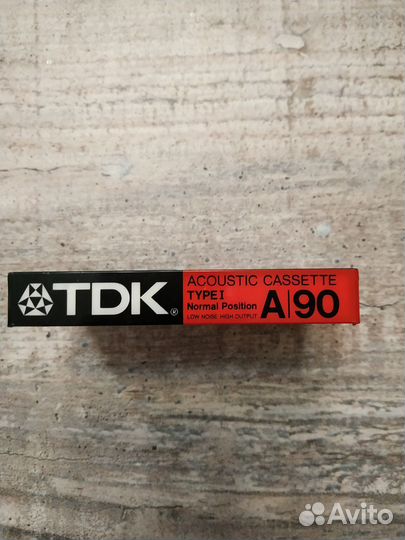 TDK®
ACOUSTIC CASSETTE
TYPE I
Normal Position
LOW NOISE HIGH OUTPUT
A|90
Avito